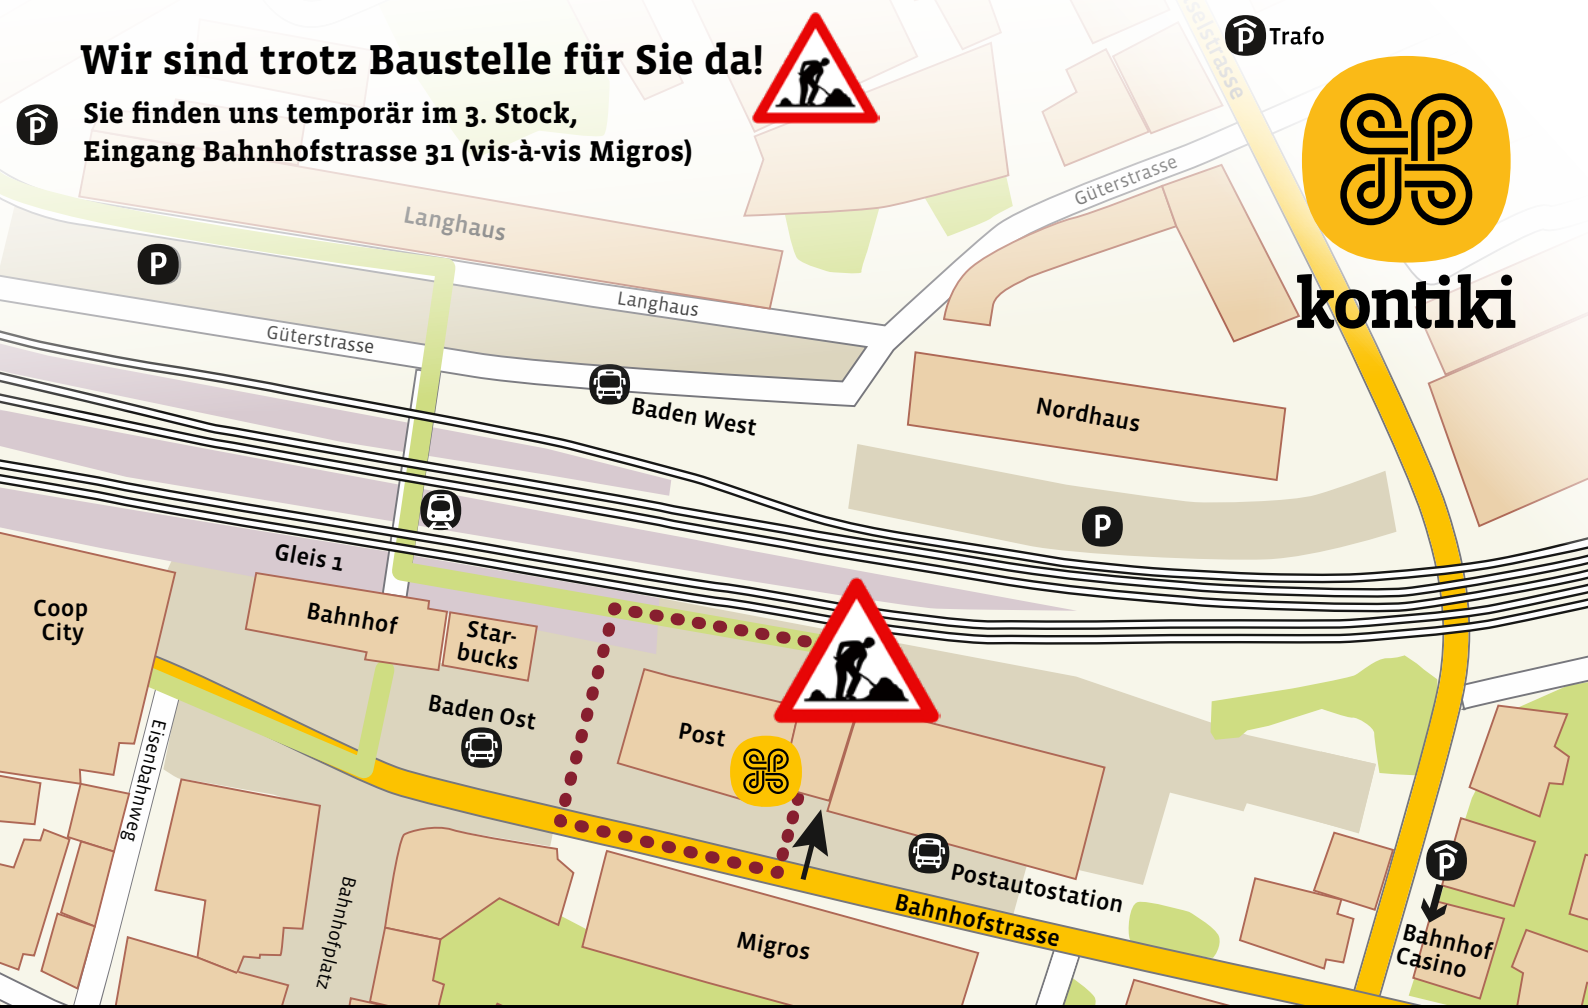 Wir sind trotz Baustelle für Sie da!
Sie finden uns temporär im 3. Stock,
Eingang Bahnhofstrasse 31 (vis-à-vis Migros)
P
P Trafo
kontiki
selstrasse
Güterstrasse
Langhaus
P
Langhaus
Güterstrasse
Baden West
Nordhaus
P
Gleis 1
Coop
City
Bahnhof
Star-
bucks
Baden Ost
Post
Eisenbahnweg
Bahnhofplatz
Postautostation
Bahnhofstrasse
Migros
P
Bahnhof
Casino